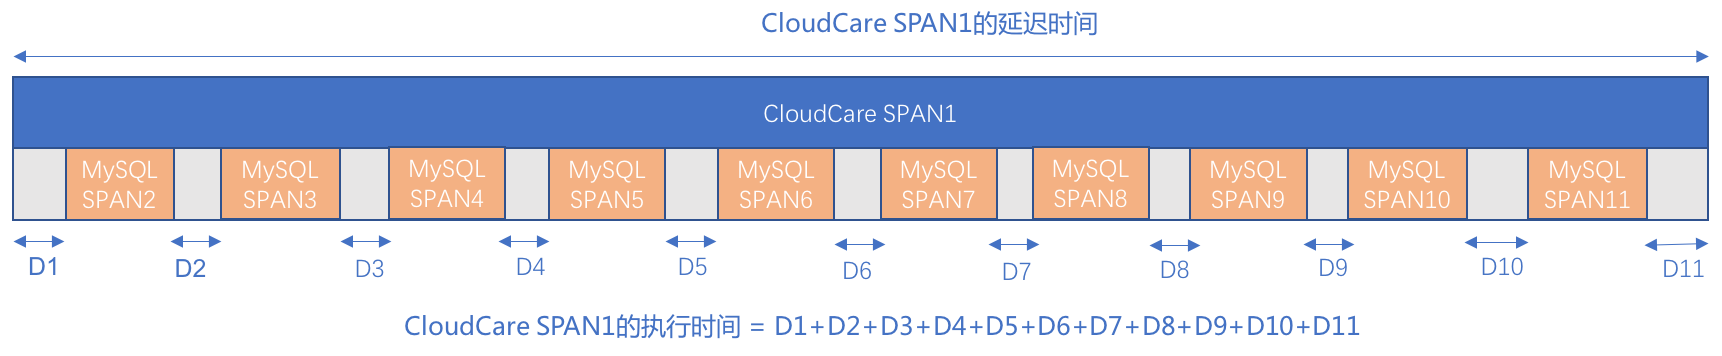 CloudCare SPAN1的延迟时间
CloudCare SPAN1
MySQL MySQL MySQL MySQL MySQL MySQL MySQL MySQL MySQL MySQL
SPAN2 SPAN3 SPAN4 SPAN5 SPAN6 SPAN7 SPAN8 SPAN9 SPAN10 SPAN11
D1 D2 D3 D4 D5 D6 D7 D8 D9 D10 D11
CloudCare SPAN1的执行时间 = D1+D2+D3+D4+D5+D6+D7+D8+D9+D10+D11